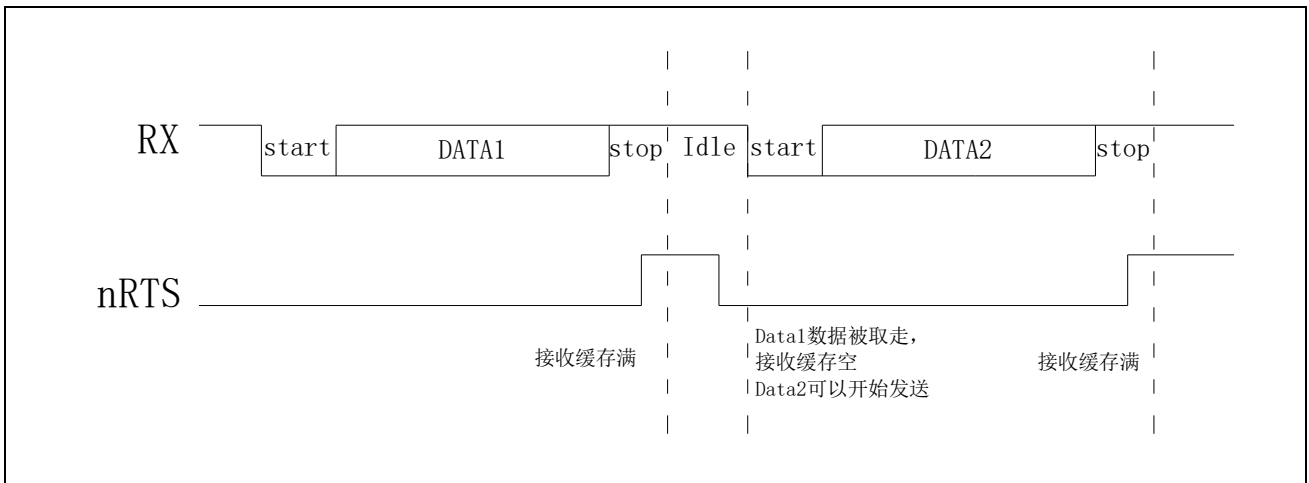 RX start DATA1 stop Idle start DATA2 stop
nRTS
接收缓存满
Data1数据被取走,
接收缓存空
Data2可以开始发送
接收缓存满